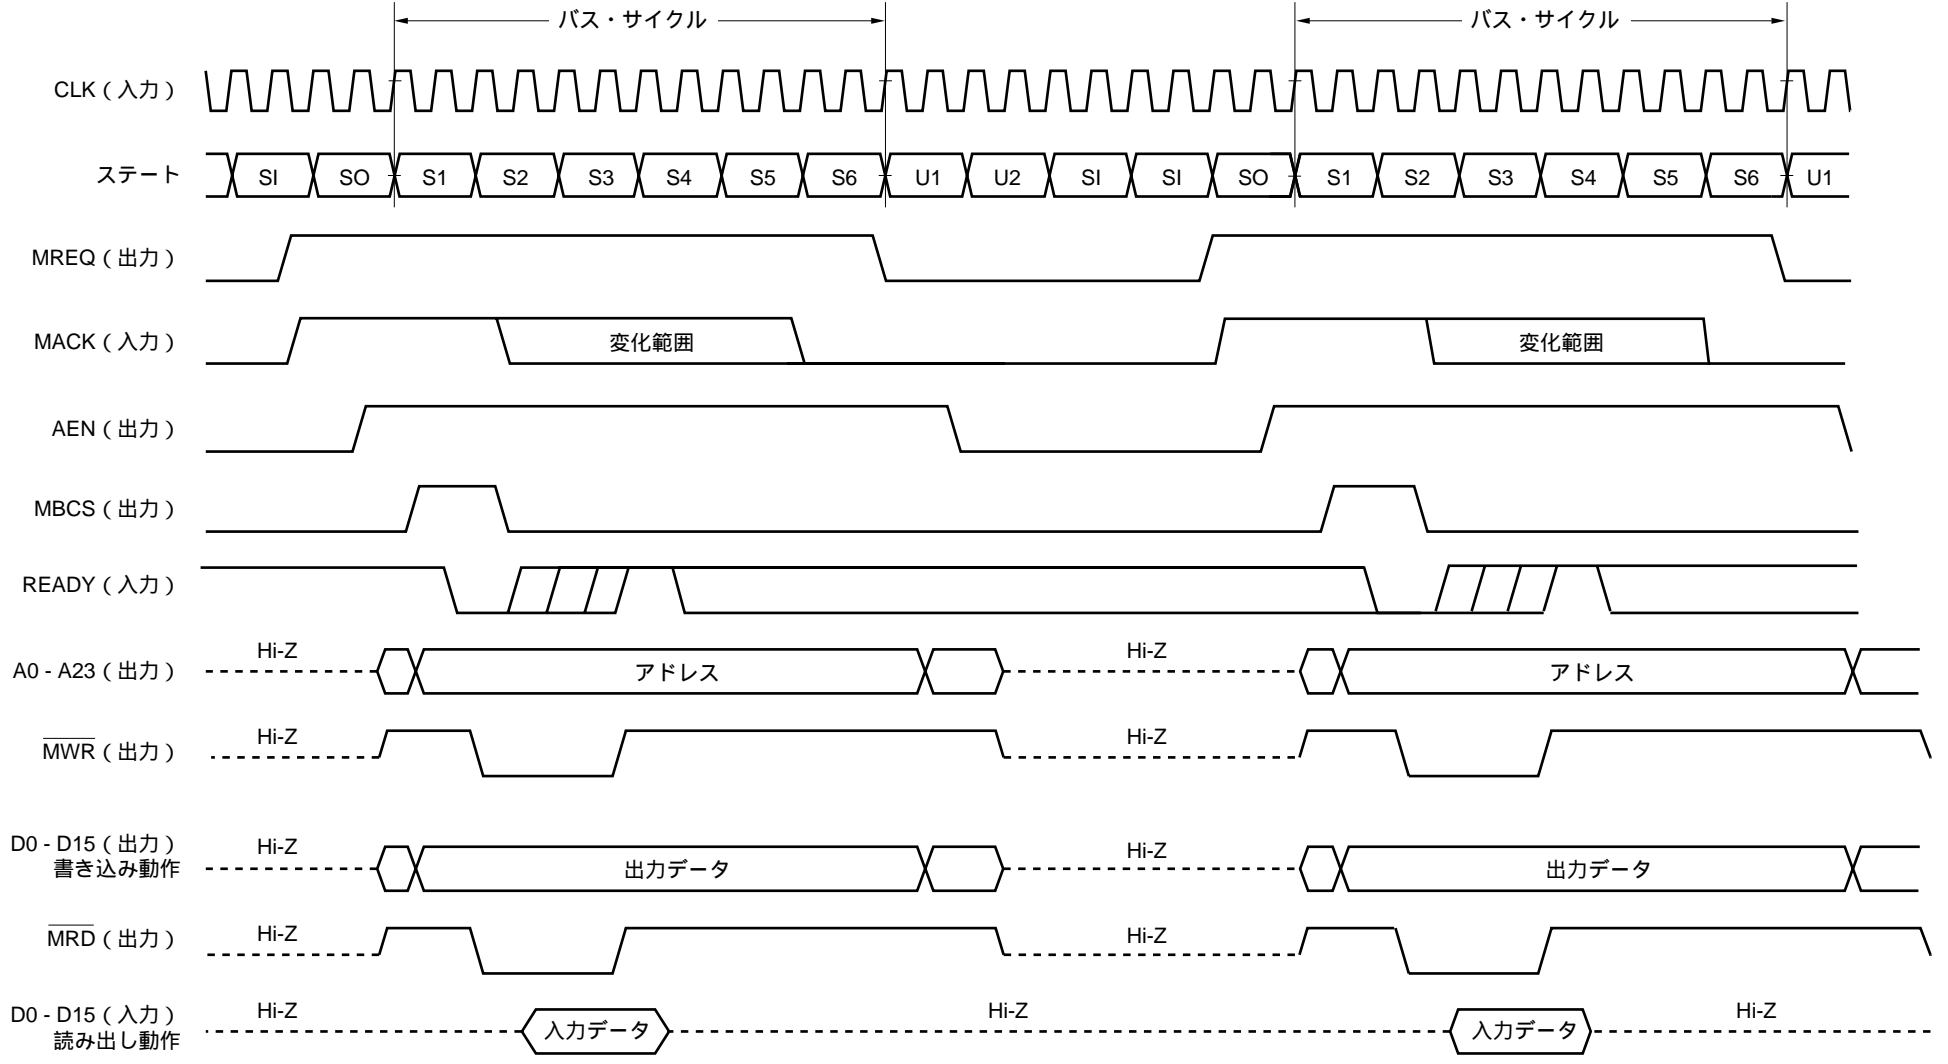 バス・サイクル バス・サイクル
CLK ( 入力 )
ステート SI SO S1 S2 S3 S4 S5 S6 U1 U2 SI SI SO S1 S2 S3 S4 S5 S6 U1
MREQ ( 出力 )
MACK ( 入力 ) 変化範囲 変化範囲
AEN ( 出力 )
MBCS ( 出力 )
READY ( 入力 )
Hi-Z Hi-Z
A0 - A23 ( 出力 ) アドレス アドレス
Hi-Z Hi-Z
M̅W̅R̅ ( 出力 )
D0 - D15 ( 出力 ) Hi-Z Hi-Z
書き込み動作 出力データ 出力データ
Hi-Z Hi-Z
M̅R̅D̅ ( 出力 )
D0 - D15 ( 入力 ) Hi-Z Hi-Z Hi-Z
読み出し動作 入力データ 入力データ